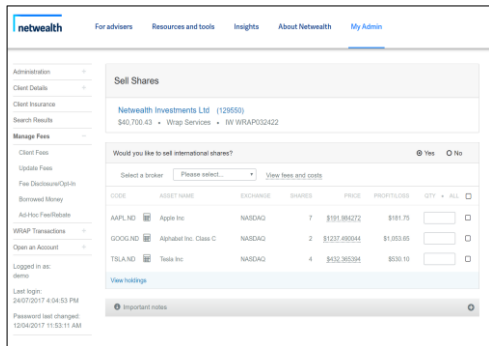 netwealth
For advisers Resources and tools Insights About Netwealth My Admin
Administration
Client Details
Client Insurance
Search Results
Manage Fees
Client Fees
Update Fees
Fee Disclosure/Opt-In
Borrowed Money
Ad-Hoc Fee/Rebate
WRAP Transactions
Open an Account
Logged in as:
demo
Last login:
24/07/2017 4:04:53 PM
Password last changed:
12/04/2017 11:53:11 AM
Sell Shares
Netwealth Investments Ltd (129550)
$40,700.43 • Wrap Services • IW WRAP032422
Would you like to sell international shares? Yes No
Select a broker Please select... View fees and costs
CODE ASSET NAME EXCHANGE SHARES PRICE PROFIT/LOSS QTY ALL
AAPL.ND Apple Inc NASDAQ 7 $191.884272 $181.75
GOOG.ND Alphabet Inc. Class C NASDAQ 2 $1237.490044 $1,053.65
TSLA.ND Tesla Inc NASDAQ 4 $432.365394 $530.10
View holdings
Important notes